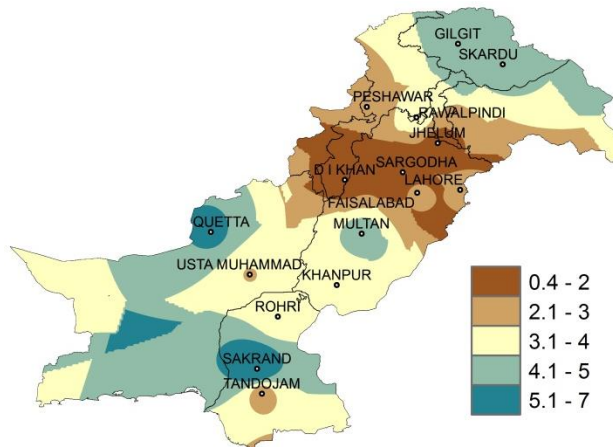 GILGIT
SKARDU
PESHAWAR
RAWALPINDI
JHELUM
SARGODHA
D I KHAN
LAHORE
FAISALABAD
QUETTA
MULTAN
USTA MUHAMMAD
KHANPUR
ROHRI
SAKRAND
TANDOJAM
0.4 - 2
2.1 - 3
3.1 - 4
4.1 - 5
5.1 - 7